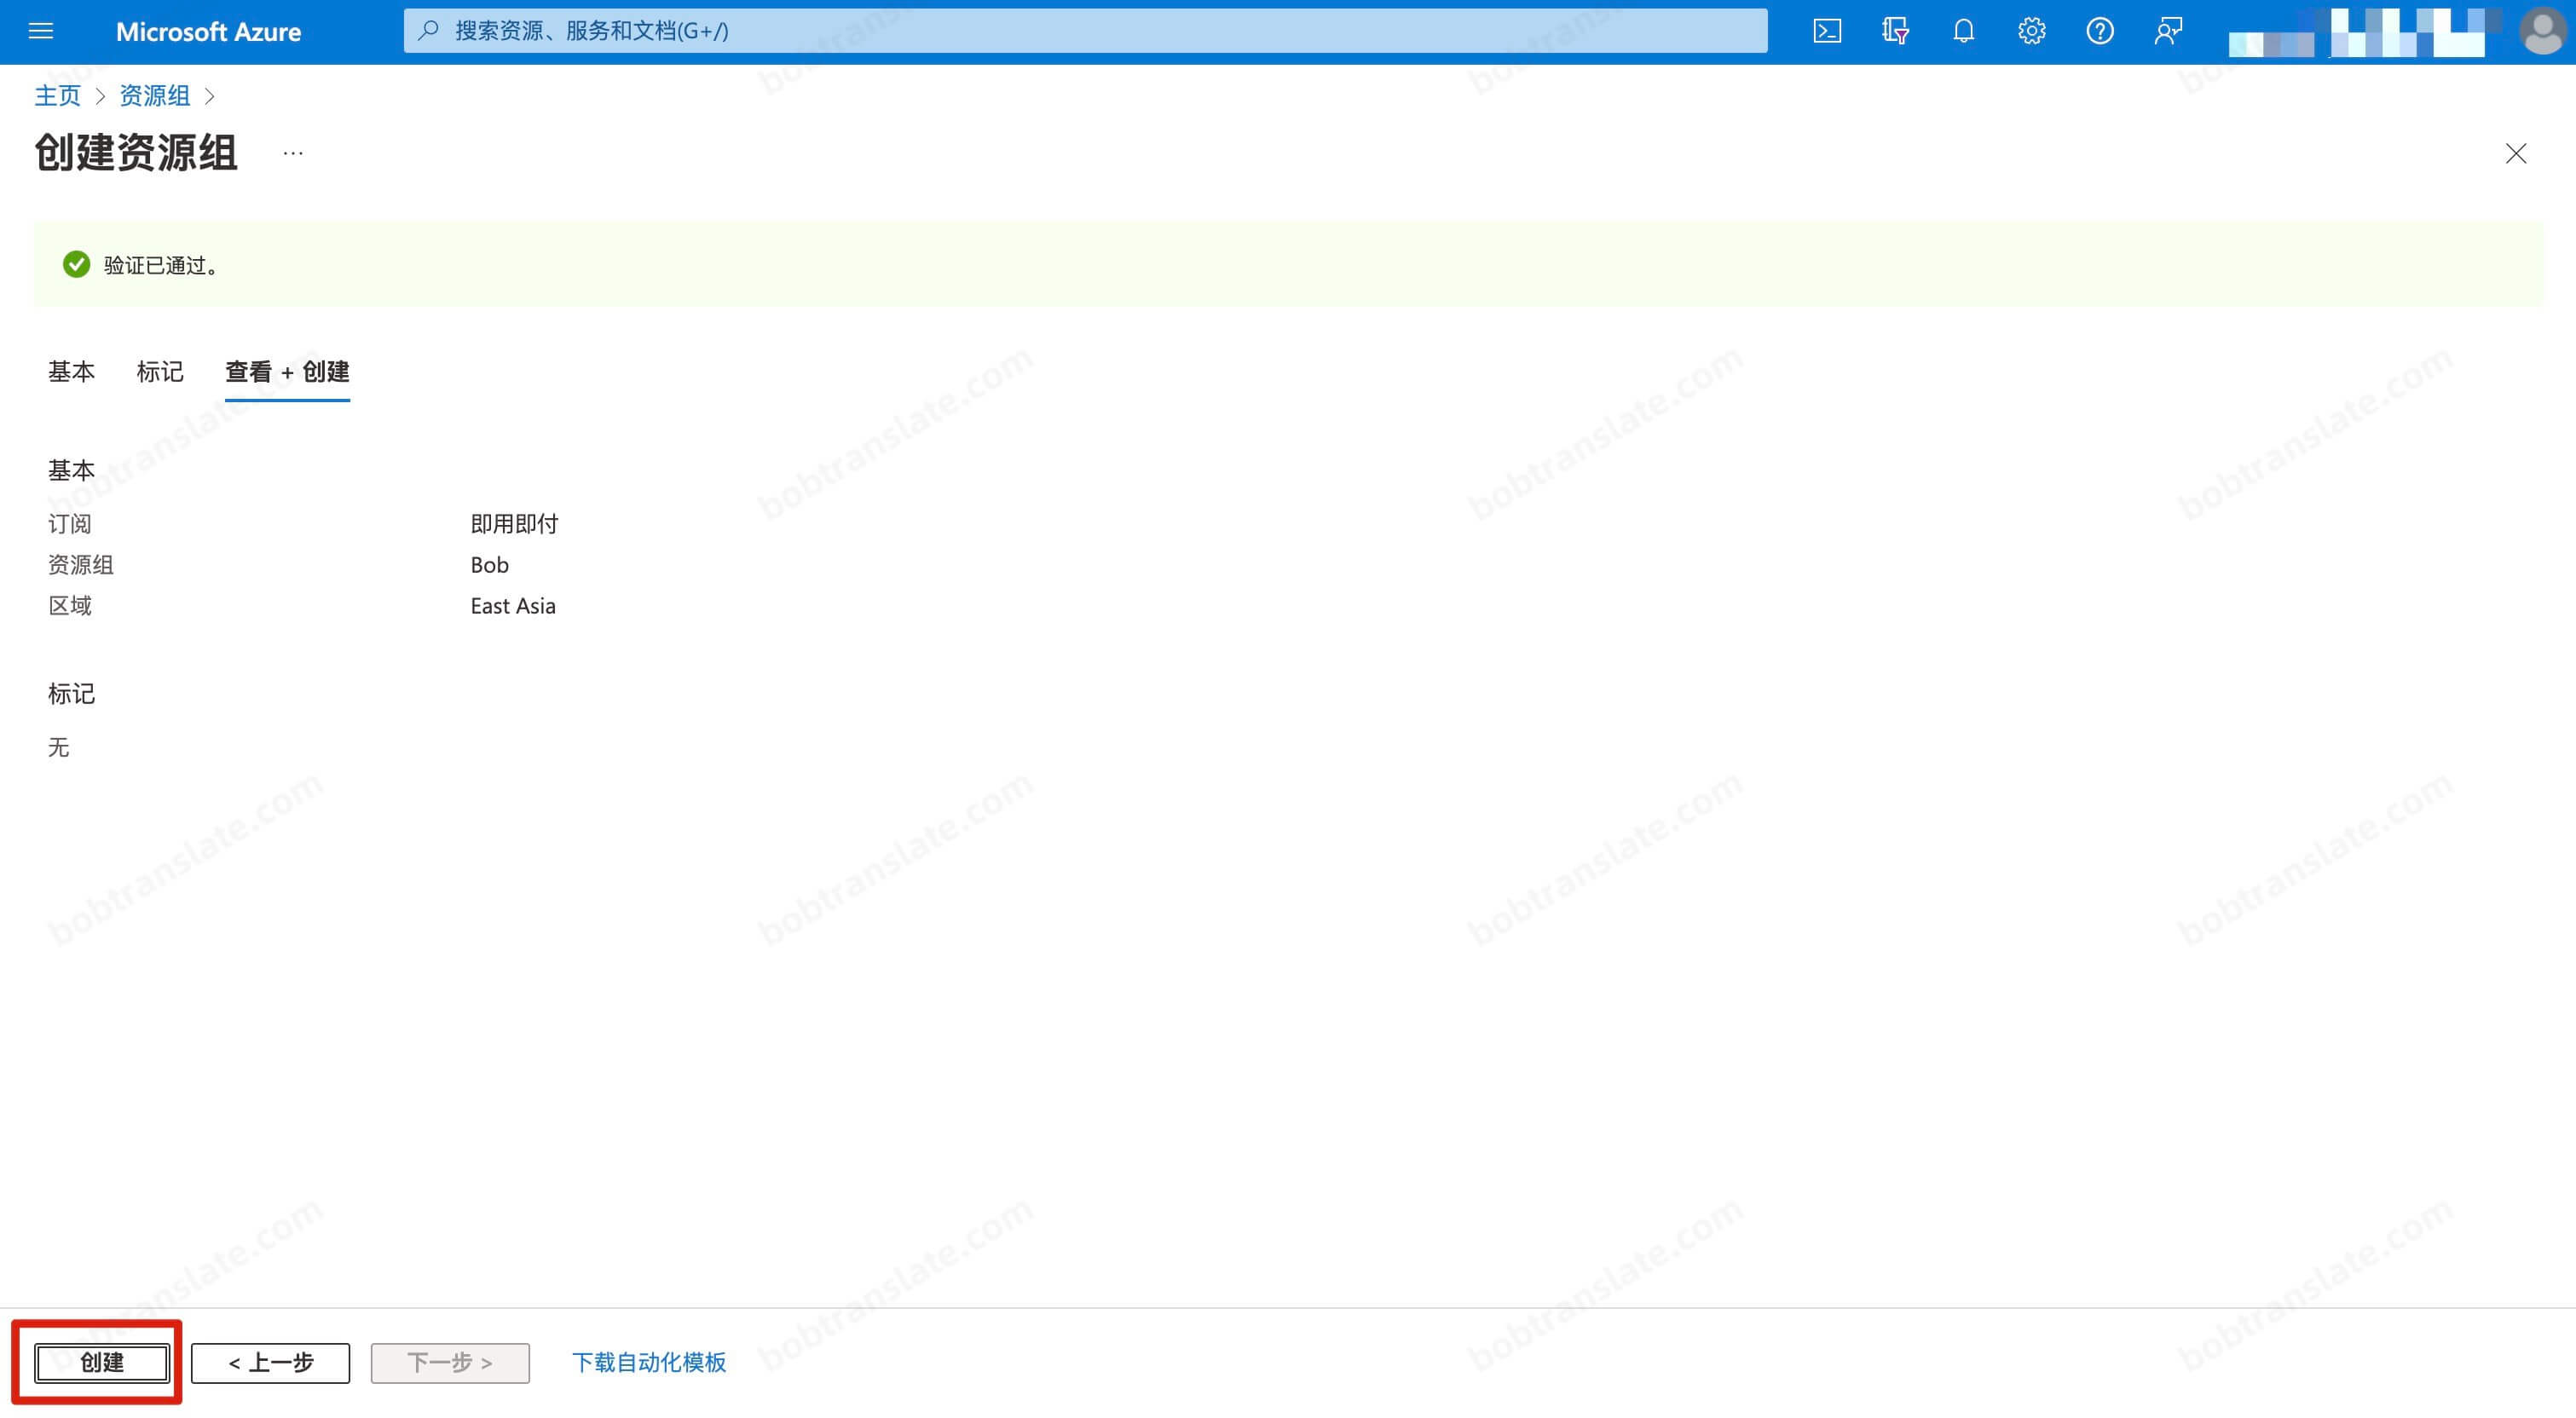 Microsoft Azure
搜索资源、服务和文档(G+/)
主页 > 资源组 >
创建资源组 ...
验证已通过。
基本 标记 查看 + 创建
基本
订阅 即用即付
资源组 Bob
区域 East Asia
标记
无
创建 < 上一步 下一步 > 下载自动化模板
bobtranslate.com